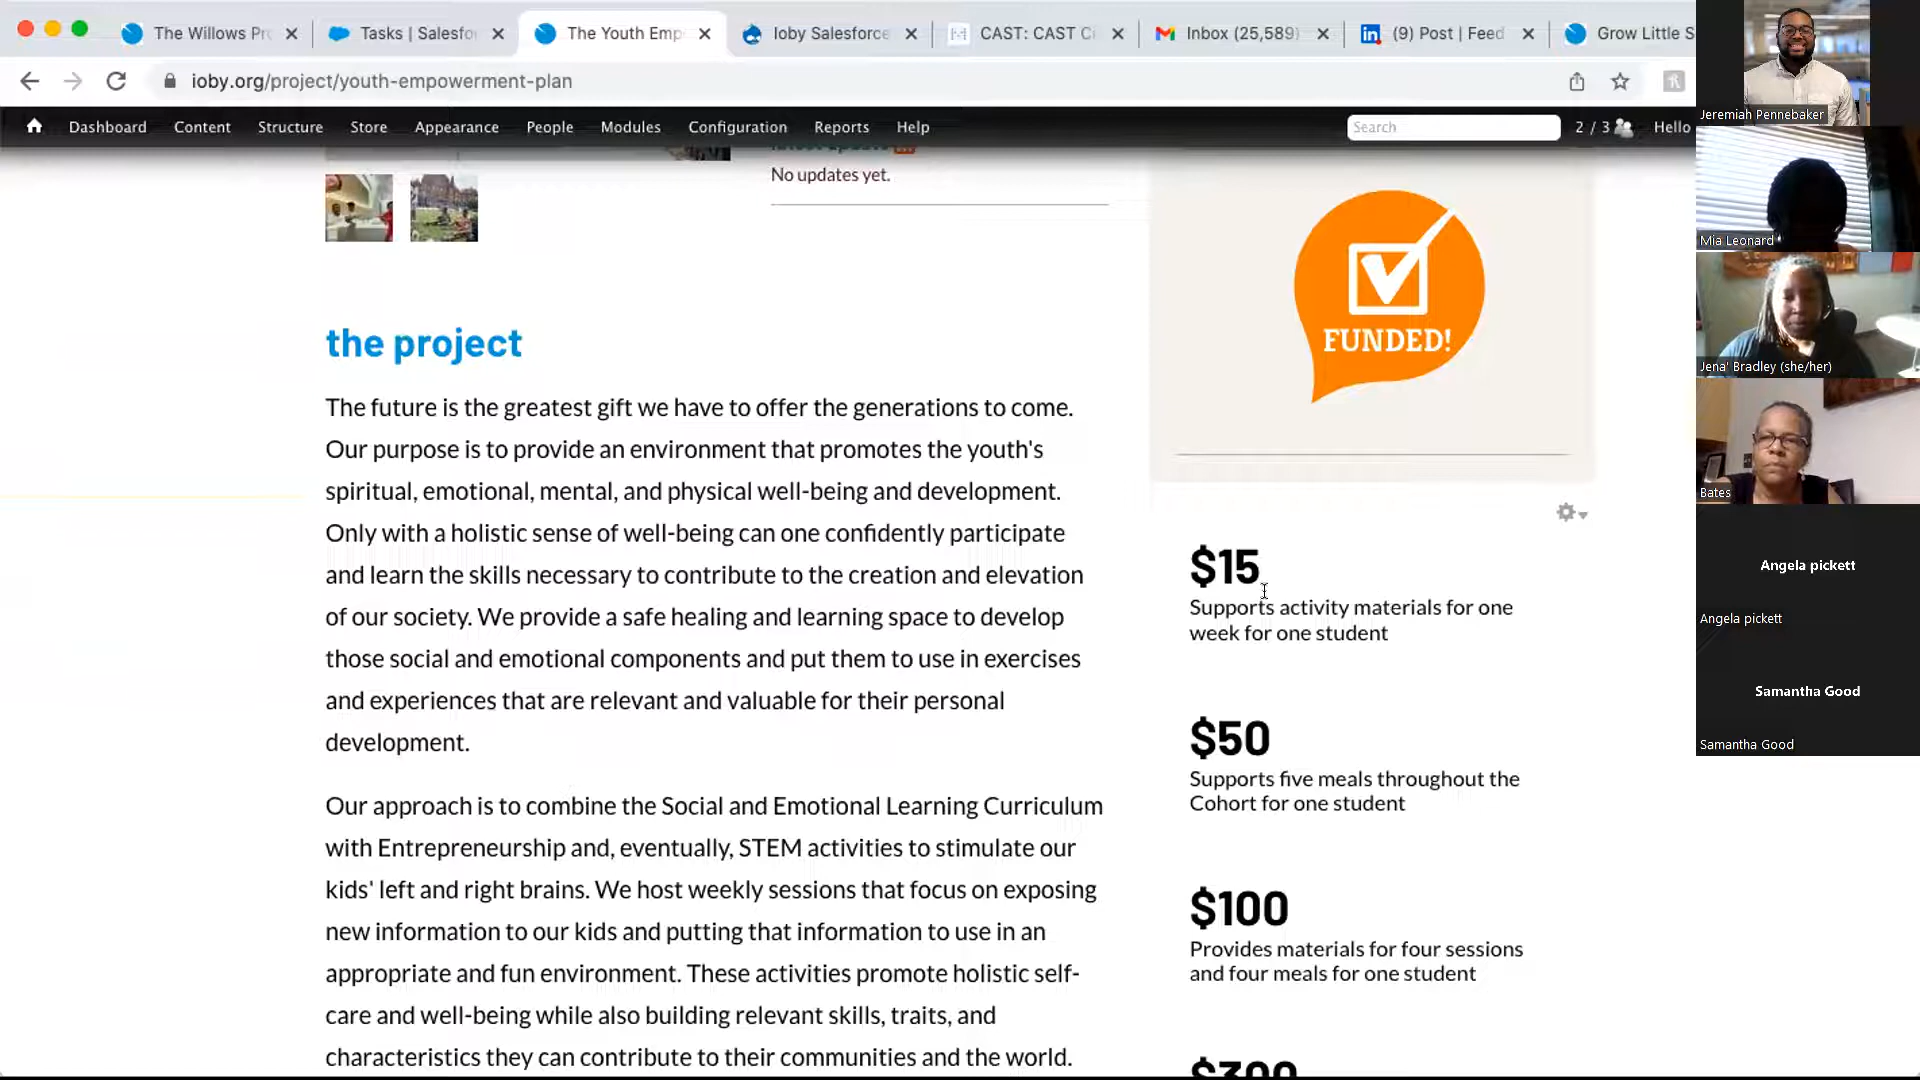 The Willows Pr
Tasks | Salesfo
The Youth Emp
Ioby Salesforce
CAST: CAST C
Inbox (25,589)
(9) Post | Feed
Grow Little S
ioby.org/project/youth-empowerment-plan
Dashboard Content Structure Store Appearance People Modules Configuration Reports Help
Search
2 / 3
Hello
No updates yet.
FUNDED!
the project
The future is the greatest gift we have to offer the generations to come.
Our purpose is to provide an environment that promotes the youth's
spiritual, emotional, mental, and physical well-being and development.
Only with a holistic sense of well-being can one confidently participate
and learn the skills necessary to contribute to the creation and elevation
of our society. We provide a safe healing and learning space to develop
those social and emotional components and put them to use in exercises
and experiences that are relevant and valuable for their personal
development.
Our approach is to combine the Social and Emotional Learning Curriculum
with Entrepreneurship and, eventually, STEM activities to stimulate our
kids' left and right brains. We host weekly sessions that focus on exposing
new information to our kids and putting that information to use in an
appropriate and fun environment. These activities promote holistic self-
care and well-being while also building relevant skills, traits, and
characteristics they can contribute to their communities and the world.
$15
Supports activity materials for one
week for one student
$50
Supports five meals throughout the
Cohort for one student
$100
Provides materials for four sessions
and four meals for one student
$300
Jeremiah Pennebaker
Mia Leonard
Jena' Bradley (she/her)
Bates
Angela pickett
Angela pickett
Samantha Good
Samantha Good